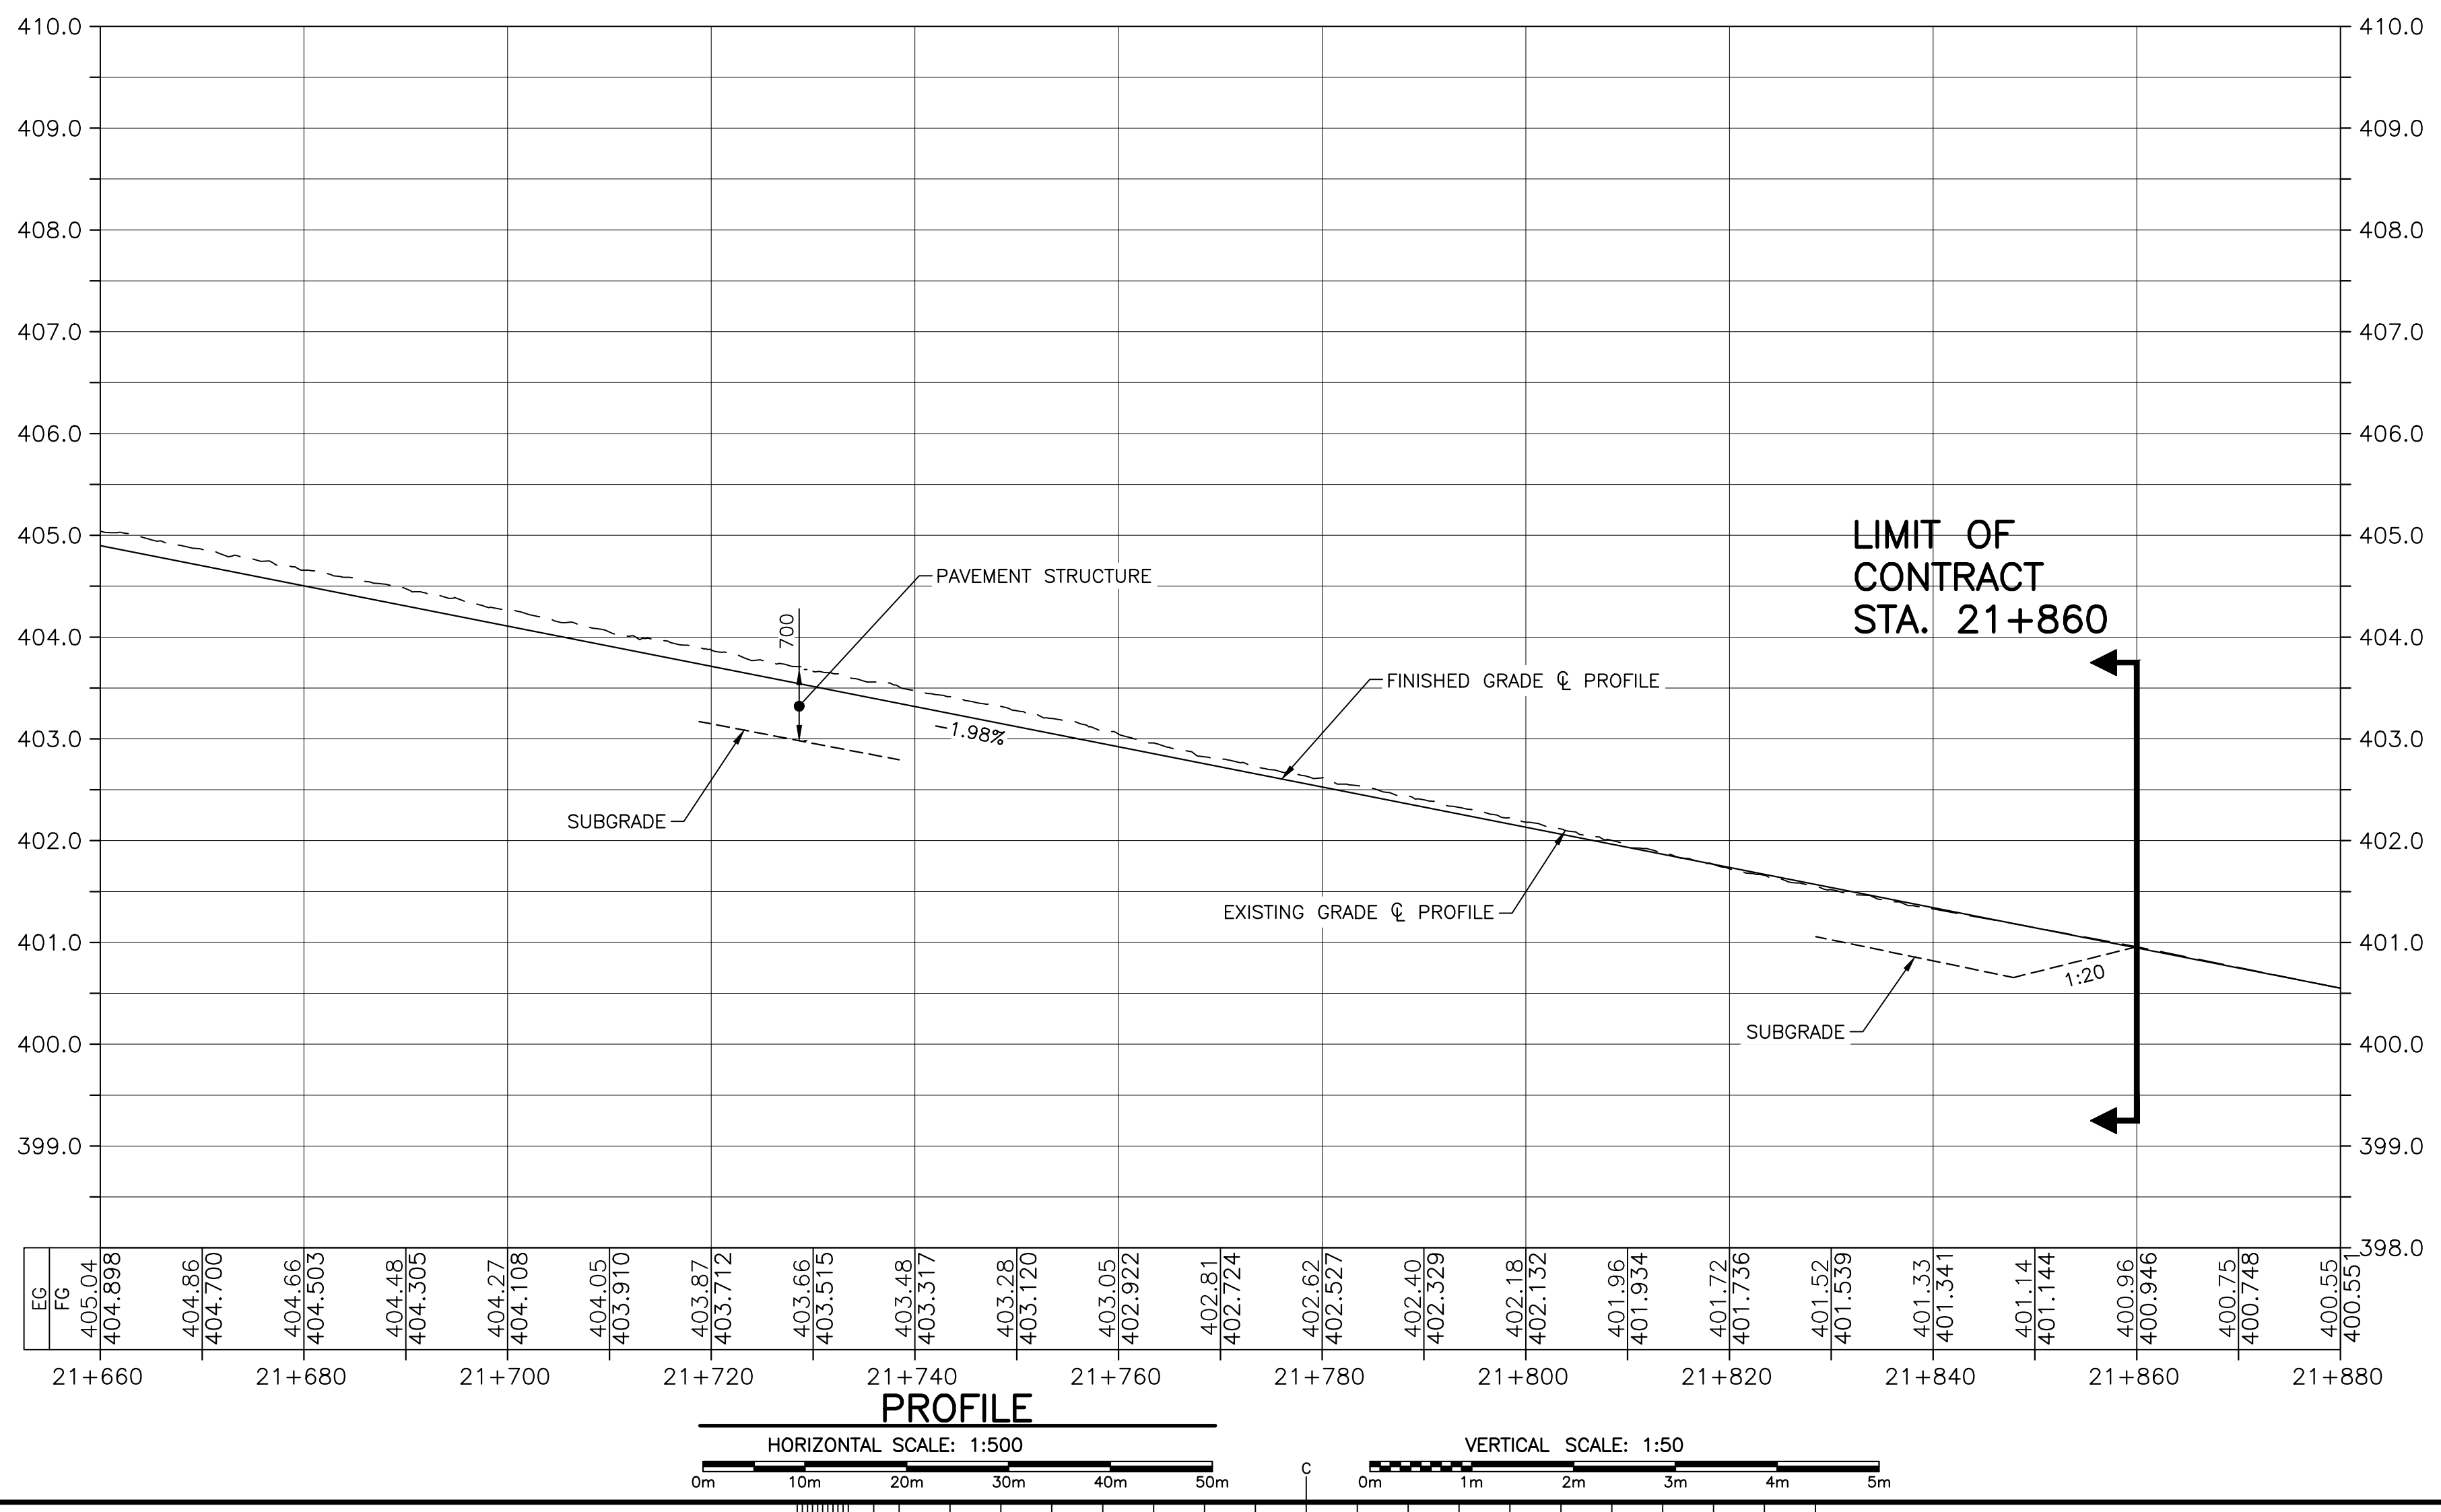 410.0 410.0
409.0 409.0
408.0 408.0
407.0 407.0
406.0 406.0
405.0 405.0
404.0 404.0
403.0 403.0
402.0 402.0
401.0 401.0
400.0 400.0
399.0 399.0
398.0
LIMIT OF
CONTRACT
STA. 21+860
PAVEMENT STRUCTURE
700
FINISHED GRADE ℄ PROFILE
-1.98%
SUBGRADE
EXISTING GRADE ℄ PROFILE
1:20
SUBGRADE
EG 405.04 404.86 404.66 404.48 404.27 404.05 403.87 403.66 403.48 403.28 403.05 402.81 402.62 402.40 402.18 401.96 401.72 401.52 401.33 401.14 400.96 400.75 400.55
FG 404.898 404.700 404.503 404.305 404.108 403.910 403.712 403.515 403.317 403.120 402.922 402.724 402.527 402.329 402.132 401.934 401.736 401.539 401.341 401.144 400.946 400.748 400.551
21+660 21+680 21+700 21+720 21+740 21+760 21+780 21+800 21+820 21+840 21+860 21+880
PROFILE
HORIZONTAL SCALE: 1:500
0m 10m 20m 30m 40m 50m
C
VERTICAL SCALE: 1:50
0m 1m 2m 3m 4m 5m